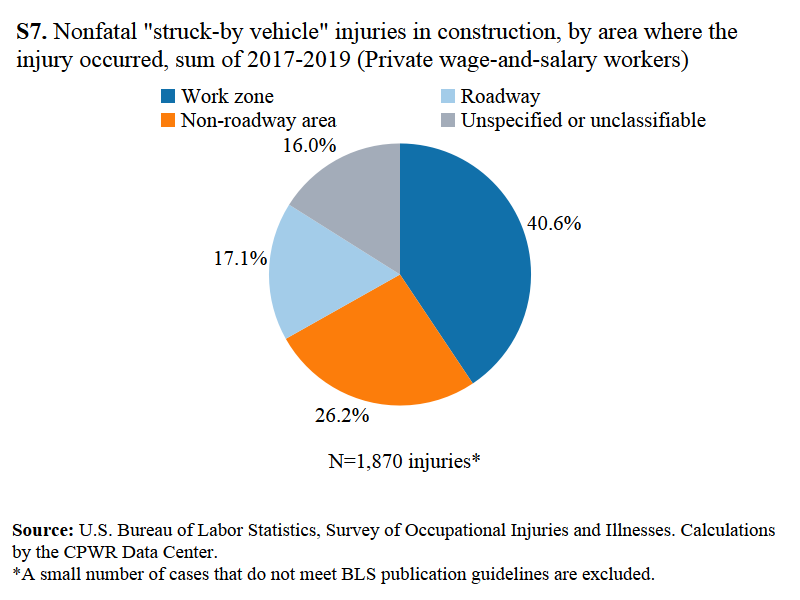 S7. Nonfatal "struck-by vehicle" injuries in construction, by area where the
injury occurred, sum of 2017-2019 (Private wage-and-salary workers)
Work zone
Roadway
Non-roadway area
Unspecified or unclassifiable
16.0%
40.6%
17.1%
26.2%
N=1,870 injuries*
Source: U.S. Bureau of Labor Statistics, Survey of Occupational Injuries and Illnesses. Calculations
by the CPWR Data Center.
*A small number of cases that do not meet BLS publication guidelines are excluded.